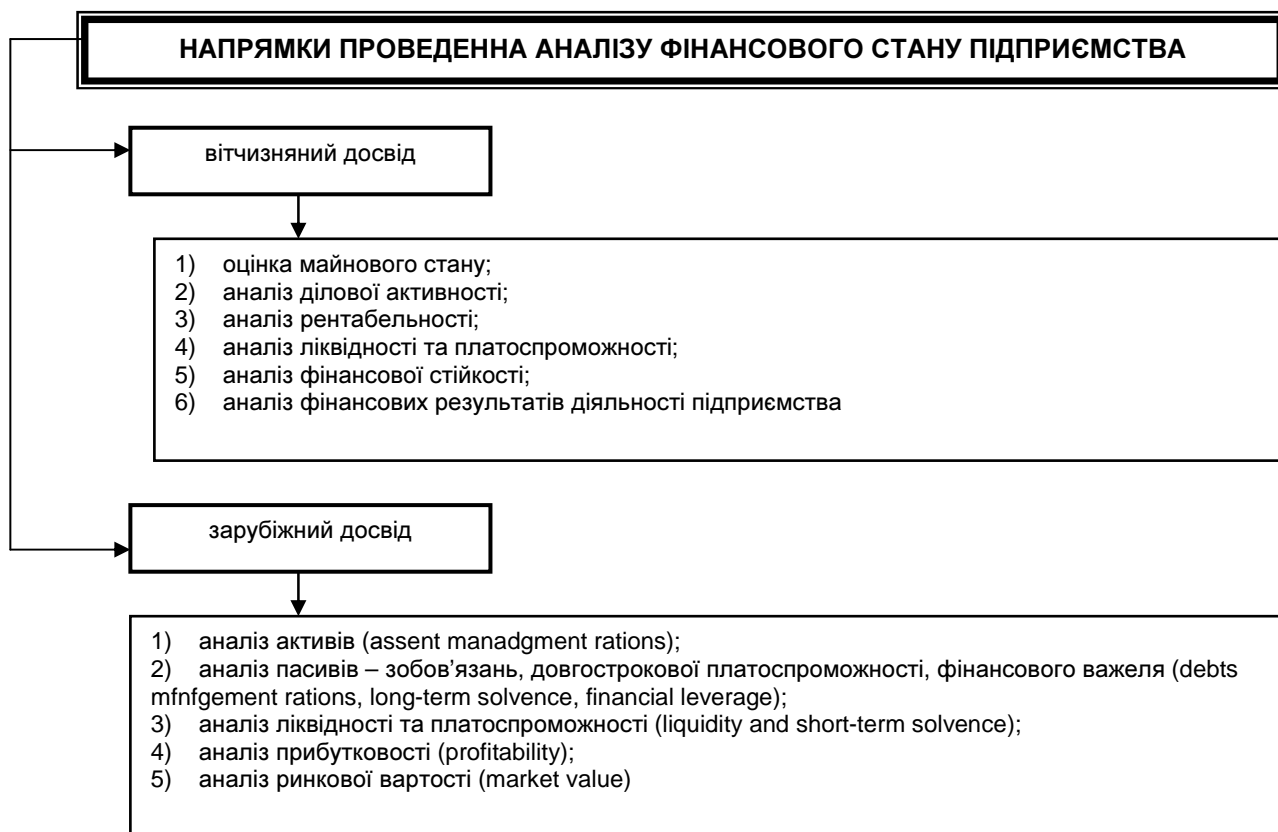 НАПРЯМКИ ПРОВЕДЕННА АНАЛІЗУ ФІНАНСОВОГО СТАНУ ПІДПРИЄМСТВА
вітчизняний досвід
1) оцінка майнового стану;
2) аналіз ділової активності;
3) аналіз рентабельності;
4) аналіз ліквідності та платоспроможності;
5) аналіз фінансової стійкості;
6) аналіз фінансових результатів діяльності підприємства
зарубіжний досвід
1) аналіз активів (assent manadgment rations);
2) аналіз пасивів – зобов’язань, довгострокової платоспроможності, фінансового важеля (debts
mfnfgement rations, long-term solvence, financial leverage);
3) аналіз ліквідності та платоспроможності (liquidity and short-term solvence);
4) аналіз прибутковості (profitability);
5) аналіз ринкової вартості (market value)